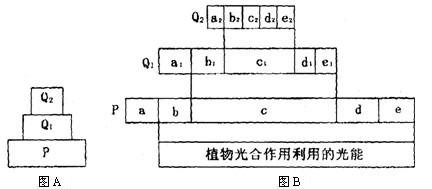 Q₂ a₂ b₂ c₂ d₂ e₂
Q₁ a₁ b₁ c₁ d₁ e₁
P a b c d e
植物光合作用利用的光能
Q₂
Q₁
P
图A 图B